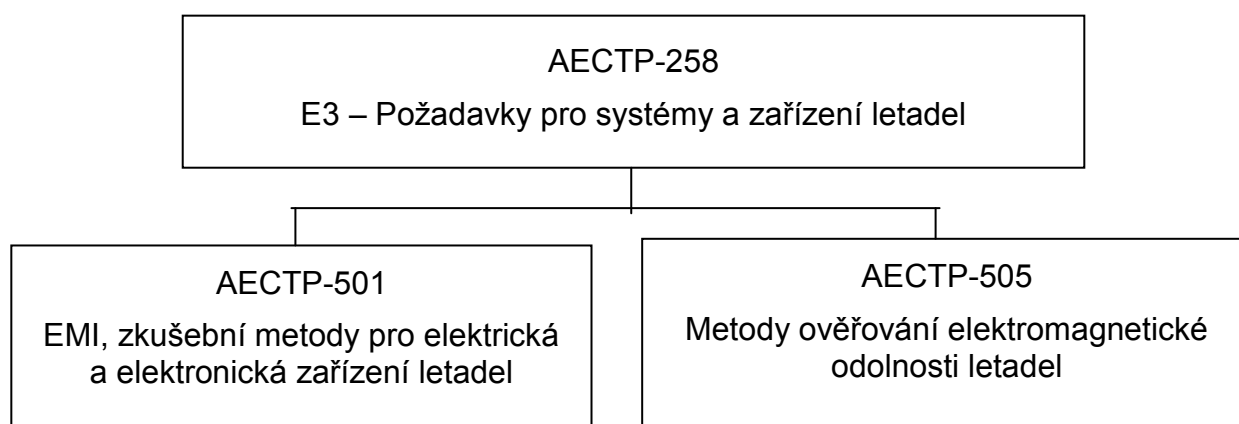 AECTP-258
E3 – Požadavky pro systémy a zařízení letadel
AECTP-501
EMI, zkušební metody pro elektrická
a elektronická zařízení letadel
AECTP-505
Metody ověřování elektromagnetické
odolnosti letadel